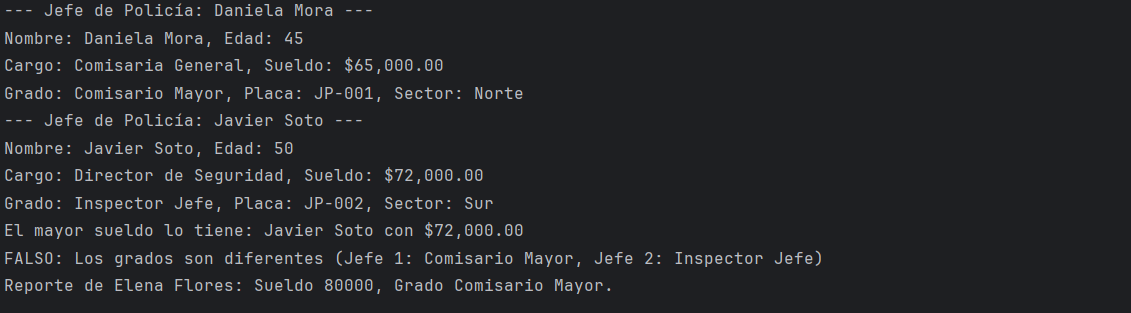 --- Jefe de Policía: Daniela Mora ---
Nombre: Daniela Mora, Edad: 45
Cargo: Comisaria General, Sueldo: $65,000.00
Grado: Comisario Mayor, Placa: JP-001, Sector: Norte
--- Jefe de Policía: Javier Soto ---
Nombre: Javier Soto, Edad: 50
Cargo: Director de Seguridad, Sueldo: $72,000.00
Grado: Inspector Jefe, Placa: JP-002, Sector: Sur
El mayor sueldo lo tiene: Javier Soto con $72,000.00
FALSO: Los grados son diferentes (Jefe 1: Comisario Mayor, Jefe 2: Inspector Jefe)
Reporte de Elena Flores: Sueldo 80000, Grado Comisario Mayor.